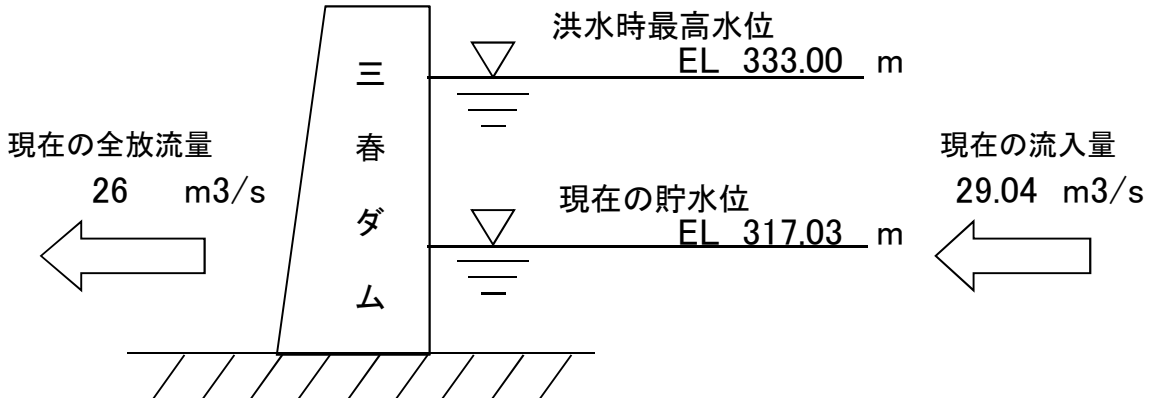 洪水時最高水位
EL 333.00 m
三春ダム
現在の全放流量
26 m3/s
現在の流入量
29.04 m3/s
現在の貯水位
EL 317.03 m